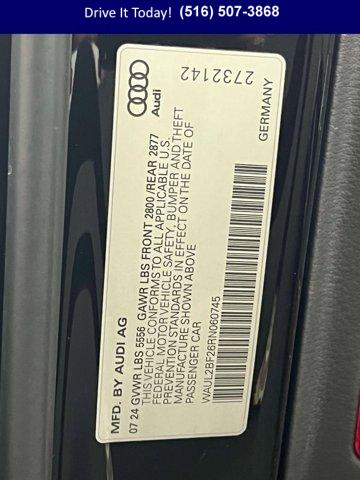 Drive It Today! (516) 507-3868
Audi
2732142
GERMANY
MFD. BY AUDI AG
07 24 GVWR LBS 5556 GAWR LBS FRONT 2800 /REAR 2877
THIS VEHICLE CONFORMS TO ALL APPLICABLE U.S.
FEDERAL MOTOR VEHICLE SAFETY, BUMPER AND THEFT
PREVENTION STANDARDS IN EFFECT ON THE DATE OF
MANUFACTURE SHOWN ABOVE
PASSENGER CAR
WAUL2BF26RN060745